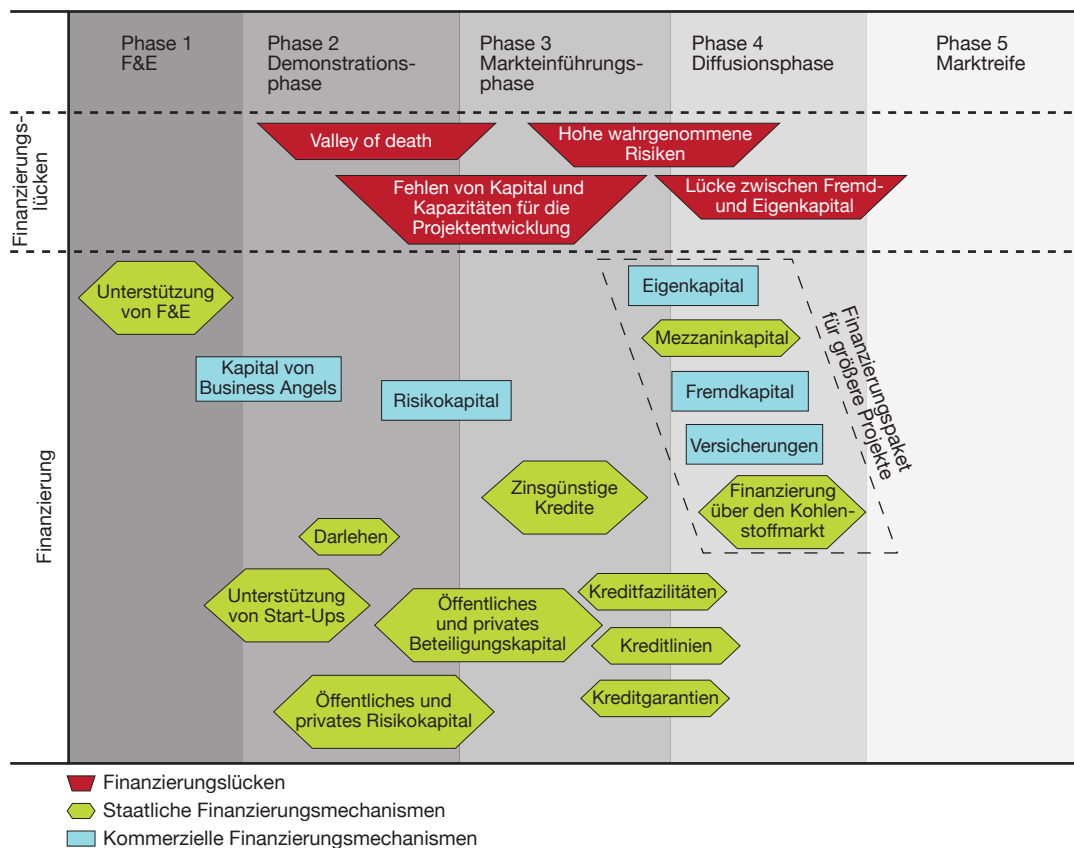 Phase 1
F&E
Phase 2
Demonstrations-
phase
Phase 3
Markteinführungs-
phase
Phase 4
Diffusionsphase
Phase 5
Marktreife
Finanzierungs-
lücken
Valley of death
Hohe wahrgenommene
Risiken
Fehlen von Kapital und
Kapazitäten für die
Projektentwicklung
Lücke zwischen Fremd-
und Eigenkapital
Finanzierung
Unterstützung
von F&E
Eigenkapital
Mezzaninkapital
Kapital von
Business Angels
Risikokapital
Fremdkapital
Versicherungen
Finanzierungspaket
für größere Projekte
Zinsgünstige
Kredite
Finanzierung
über den Kohlen-
stoffmarkt
Darlehen
Unterstützung
von Start-Ups
Öffentliches
und privates
Beteiligungskapital
Kreditfazilitäten
Kreditlinien
Öffentliches und
privates Risikokapital
Kreditgarantien
Finanzierungslücken
Staatliche Finanzierungsmechanismen
Kommerzielle Finanzierungsmechanismen